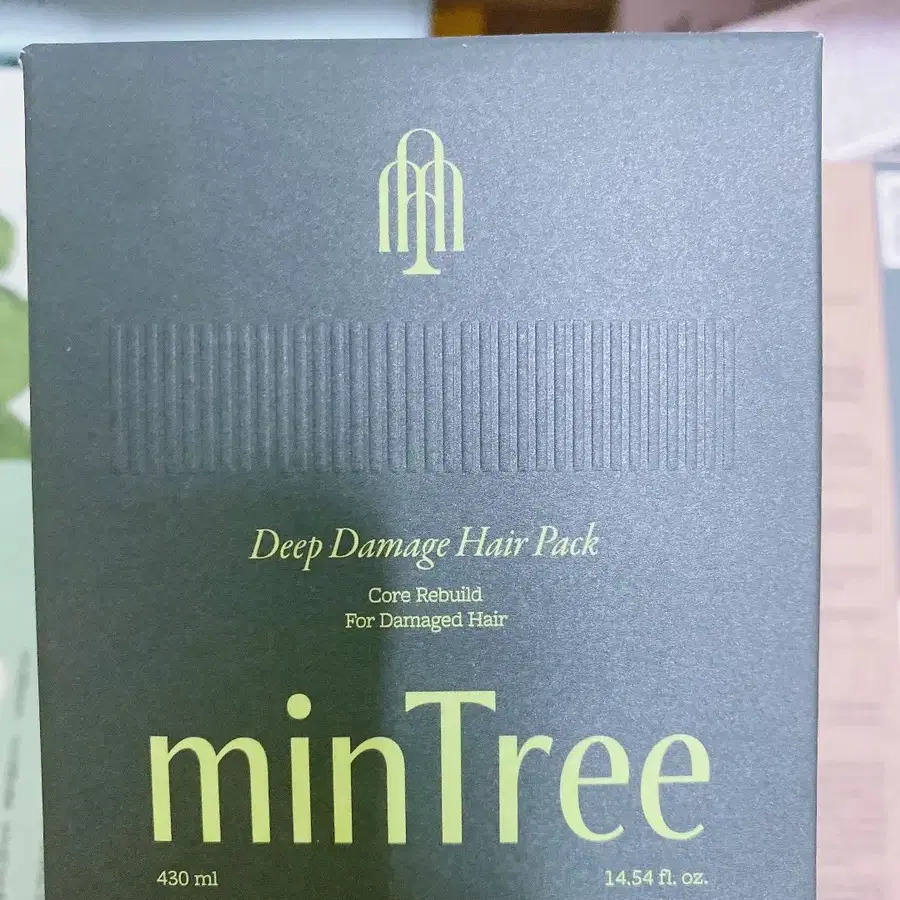 Deep Damage Hair Pack
Core Rebuild
For Damaged Hair
minTree
430 ml 14.54 fl. oz.